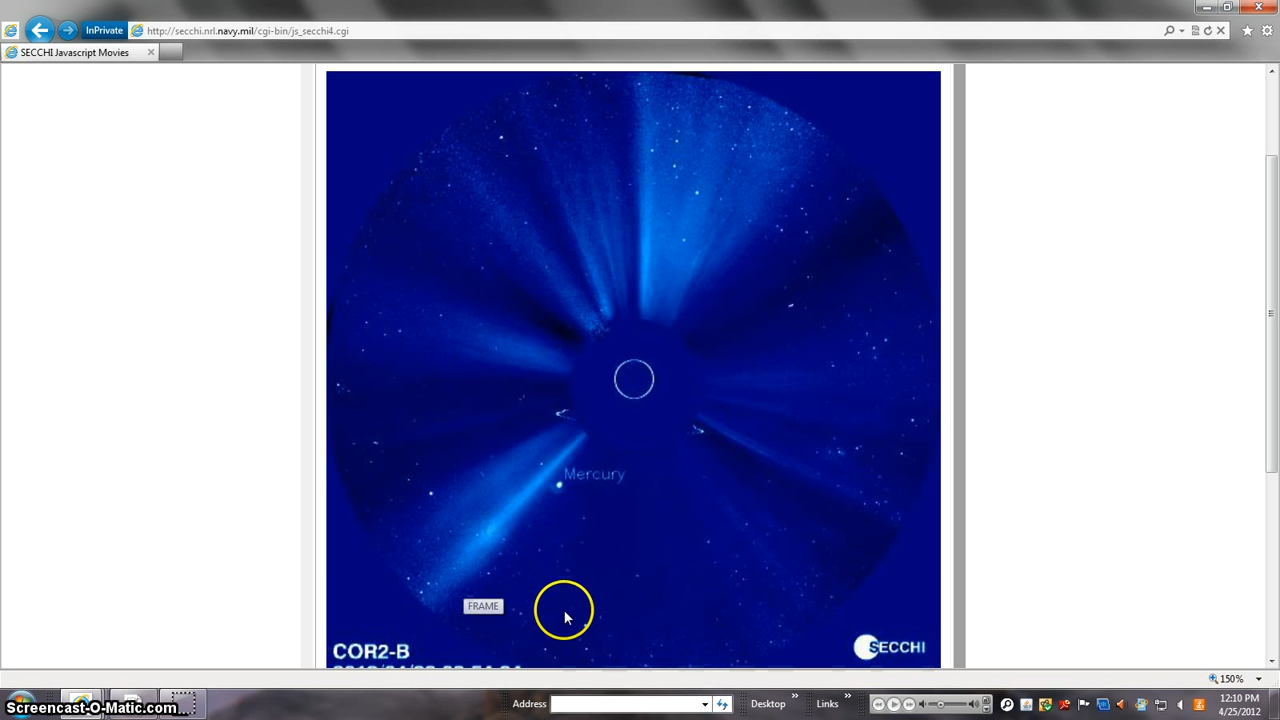 InPrivate
http://secchi.nrl.navy.mil/cgi-bin/js_secchi4.cgi
SECCHI Javascript Movies
Mercury
FRAME
COR2-B
SECCHI
150%
Screencast-O-Matic.com
Address
Desktop
Links
12:10 PM
4/25/2012